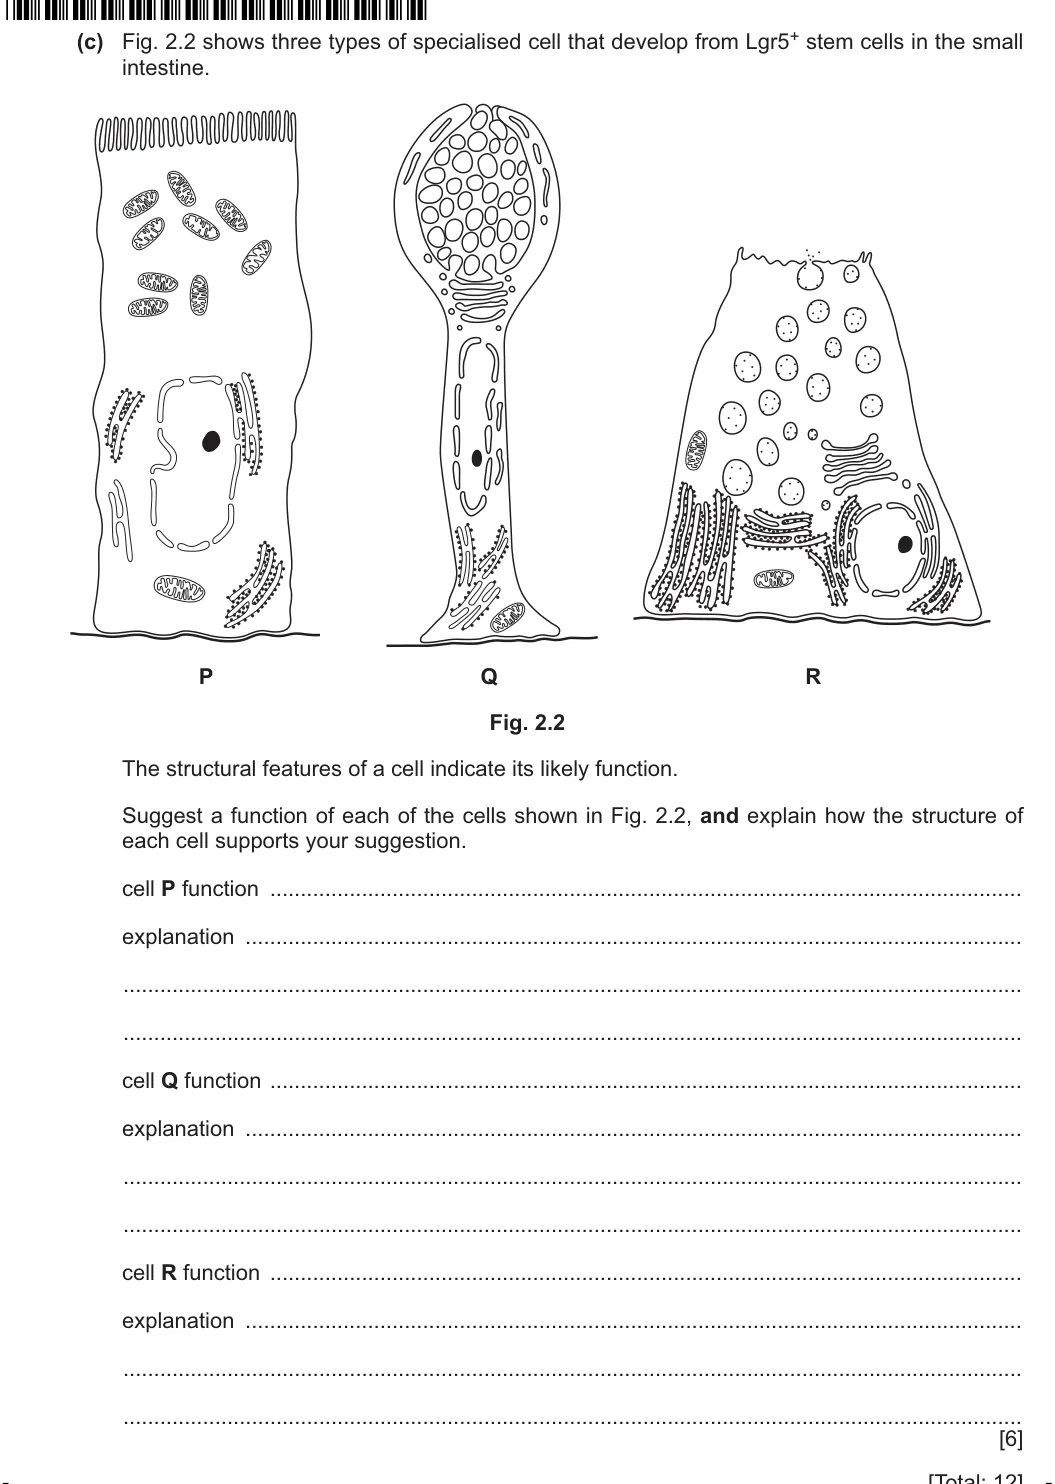 (c) Fig. 2.2 shows three types of specialised cell that develop from Lgr5⁺ stem cells in the small
intestine.
P
Q
R
Fig. 2.2
The structural features of a cell indicate its likely function.
Suggest a function of each of the cells shown in Fig. 2.2, and explain how the structure of
each cell supports your suggestion.
cell P function ..............................
explanation ..............................
..............................
..............................
cell Q function ..............................
explanation ..............................
..............................
..............................
cell R function ..............................
explanation ..............................
..............................
..............................
[6]
[Total: 12]